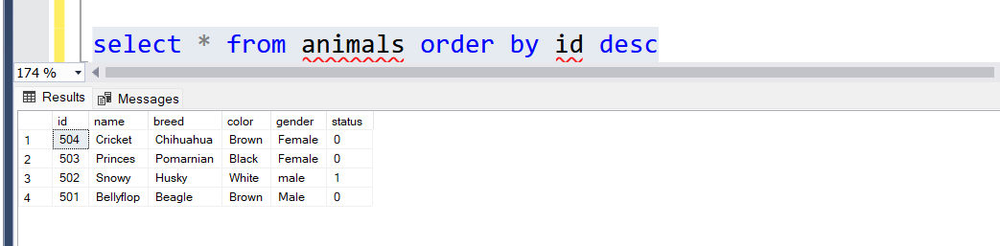 select * from animals order by id desc
174 %
Results Messages
id name breed color gender status
1 504 Cricket Chihuahua Brown Female 0
2 503 Princes Pomarnian Black Female 0
3 502 Snowy Husky White male 1
4 501 Bellyflop Beagle Brown Male 0